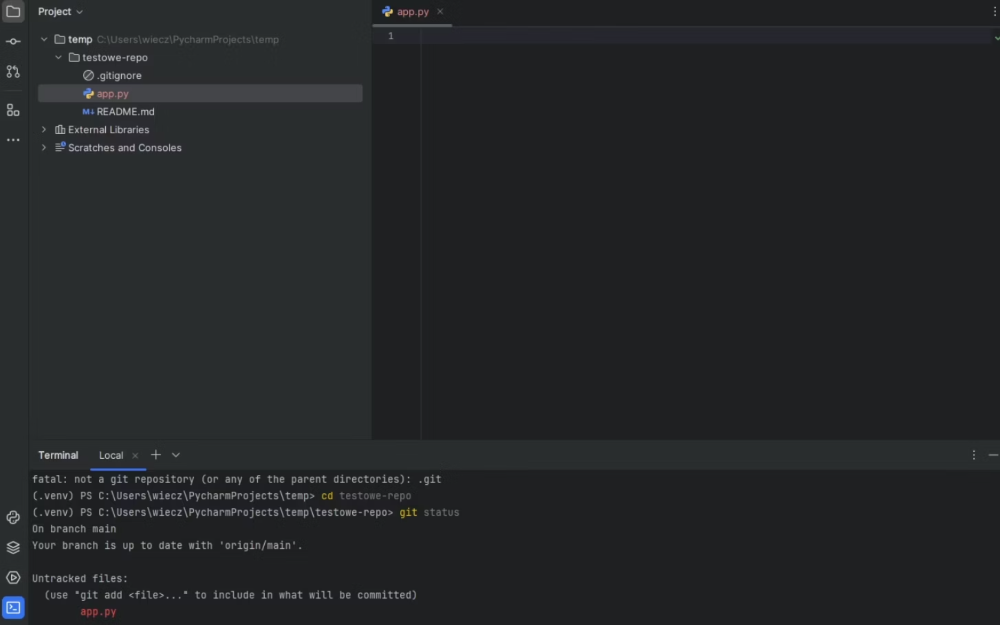 Project
app.py
temp C:\Users\wiecz\PycharmProjects\temp
1
testowe-repo
.gitignore
app.py
M↓ README.md
External Libraries
Scratches and Consoles
Terminal Local
fatal: not a git repository (or any of the parent directories): .git
(.venv) PS C:\Users\wiecz\PycharmProjects\temp> cd testowe-repo
(.venv) PS C:\Users\wiecz\PycharmProjects\temp\testowe-repo> git status
On branch main
Your branch is up to date with 'origin/main'.
Untracked files:
(use "git add <file>..." to include in what will be committed)
app.py